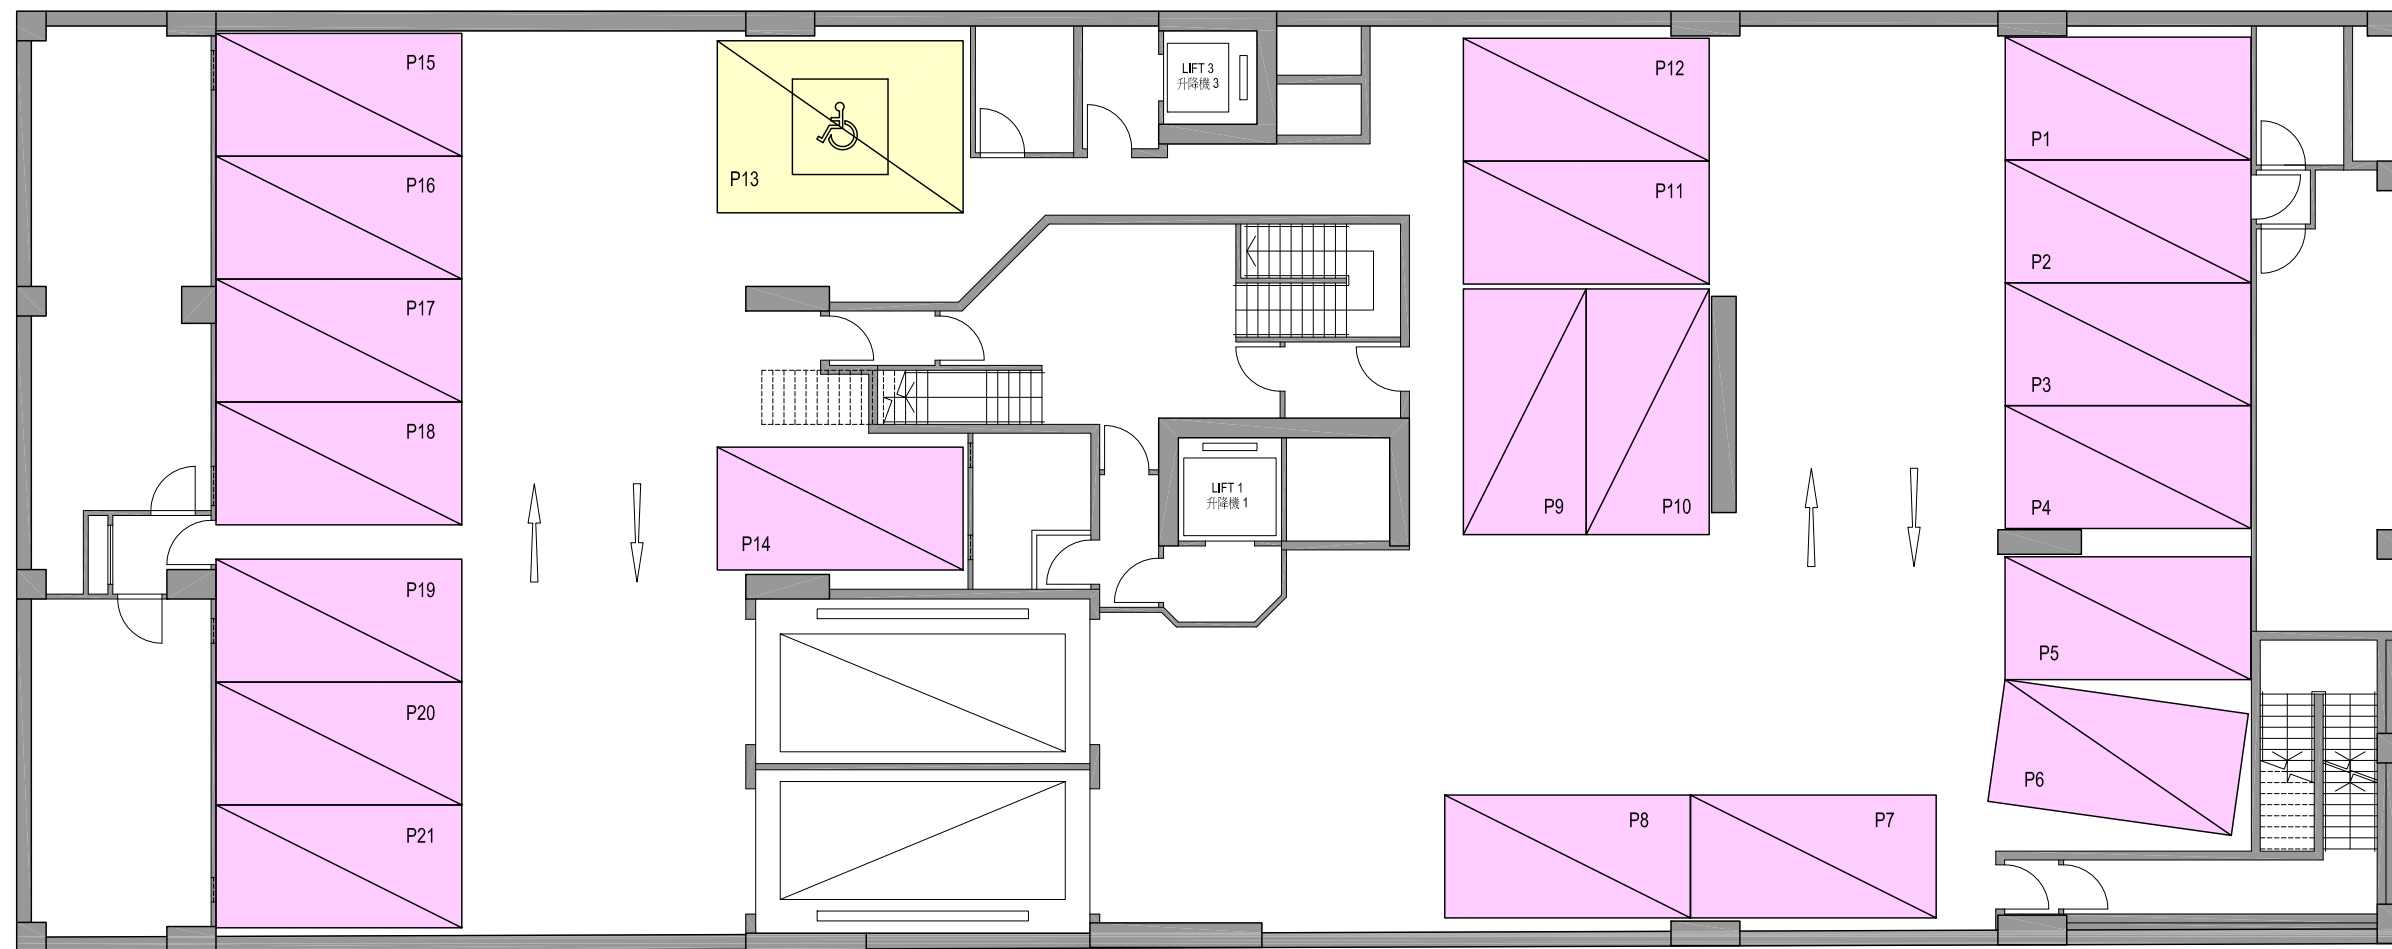 P15
LIFT 3
升降機 3
P12
P1
P13
P16
P11
P2
P17
P3
P18
LIFT 1
升降機 1
P9
P10
P4
P14
P19
P5
P20
P6
P21
P8
P7